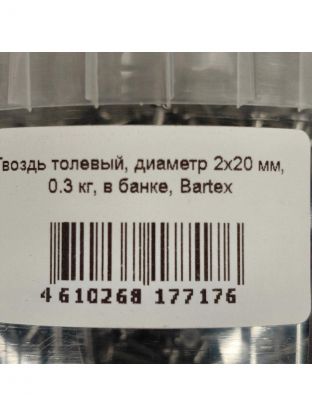 Гвоздь толевый, диаметр 2х20 мм,
0.3 кг, в банке, Bartex
4 610268 177176